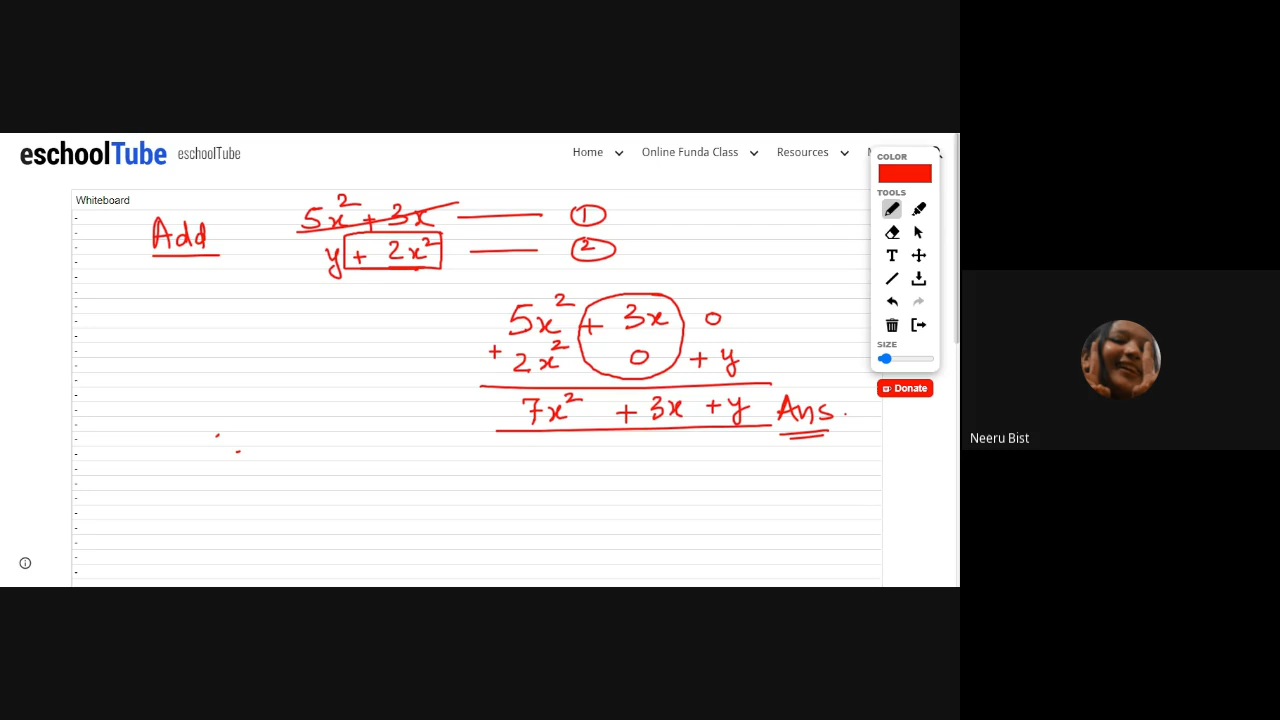 eschoolTube eschoolTube Home Online Funda Class Resources
COLOR
TOOLS
T
SIZE
Donate
Whiteboard
Add 5x² + 3x ——— ①
y + 2x² ——— ②
5x² + 3x 0
+ 2x² 0 + y
7x² + 3x + y Ans.
Neeru Bist